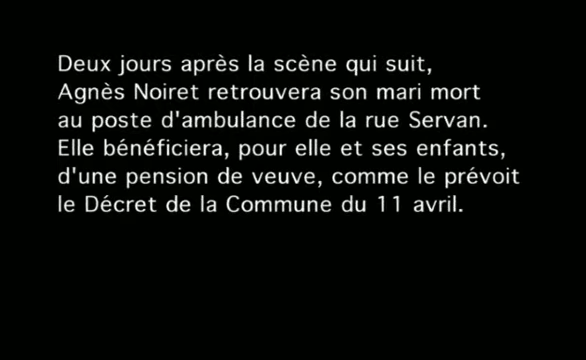 Deux jours après la scène qui suit,
Agnès Noiret retrouvera son mari mort
au poste d'ambulance de la rue Servan.
Elle bénéficiera, pour elle et ses enfants,
d'une pension de veuve, comme le prévoit
le Décret de la Commune du 11 avril.